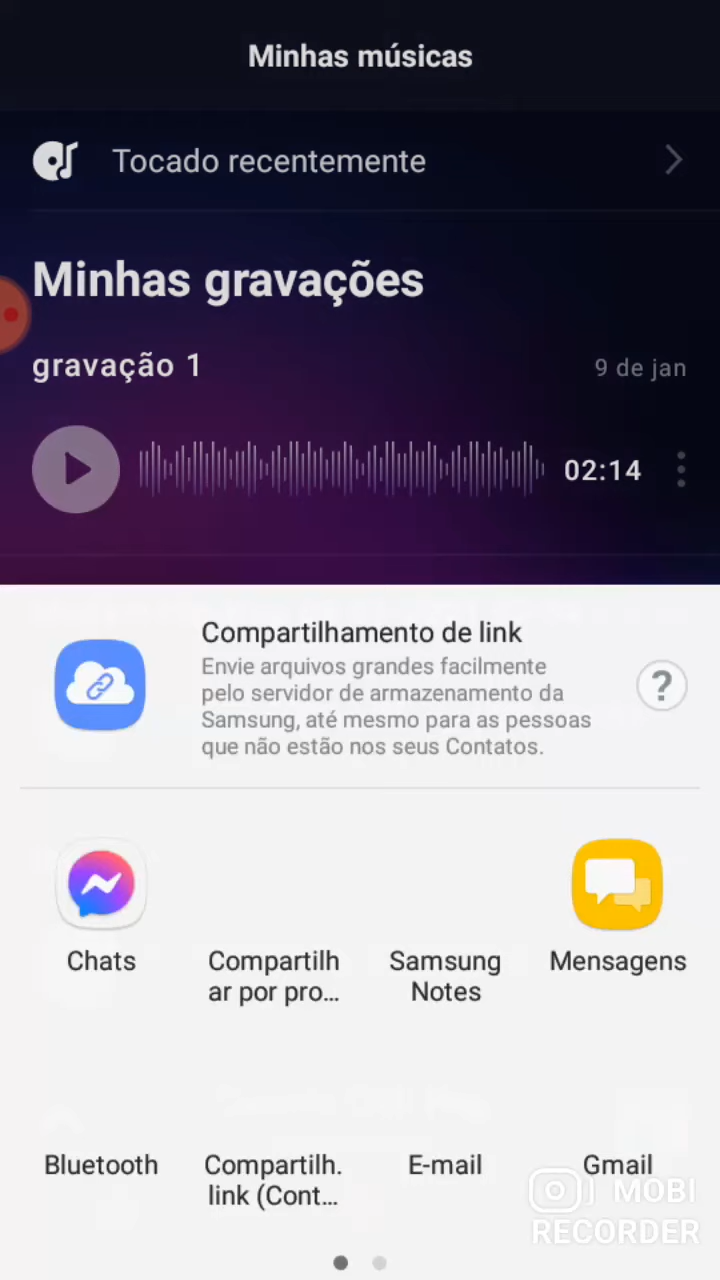 Minhas músicas
Tocado recentemente
Minhas gravações
gravação 1
9 de jan
02:14
Compartilhamento de link
Envie arquivos grandes facilmente
pelo servidor de armazenamento da
Samsung, até mesmo para as pessoas
que não estão nos seus Contatos.
?
Chats
Compartilh
ar por pro...
Samsung
Notes
Mensagens
Bluetooth
Compartilh.
link (Cont...
E-mail
Gmail
MOBI
RECORDER